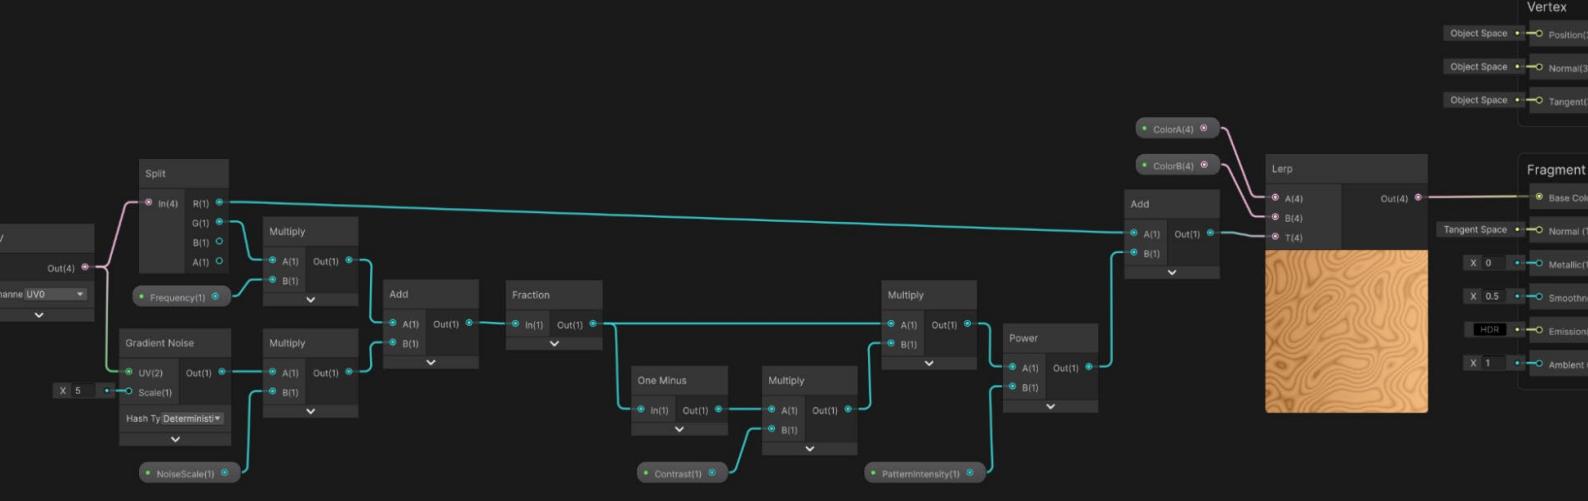 Vertex
Object Space
Position(
Object Space
Normal(3
Object Space
Tangent(
ColorA(4)
ColorB(4)
Lerp
A(4)
B(4)
T(4)
Out(4)
Fragment
Base Colo
Tangent Space
Normal (1
X 0
Metallic(1
X 0.5
Smoothn
HDR
Emission
X 1
Ambient
Out(4)
UV0
Split
In(4)
R(1)
G(1)
B(1)
A(1)
Frequency(1)
Multiply
A(1)
B(1)
Out(1)
Gradient Noise
UV(2)
Scale(1)
Out(1)
X 5
Hash Ty Deterministi
NoiseScale(1)
Multiply
A(1)
B(1)
Out(1)
Add
A(1)
B(1)
Out(1)
Fraction
In(1)
Out(1)
One Minus
In(1)
Out(1)
Contrast(1)
Multiply
A(1)
B(1)
Out(1)
Multiply
A(1)
B(1)
Out(1)
PatternIntensity(1)
Power
A(1)
B(1)
Out(1)
Add
A(1)
B(1)
Out(1)